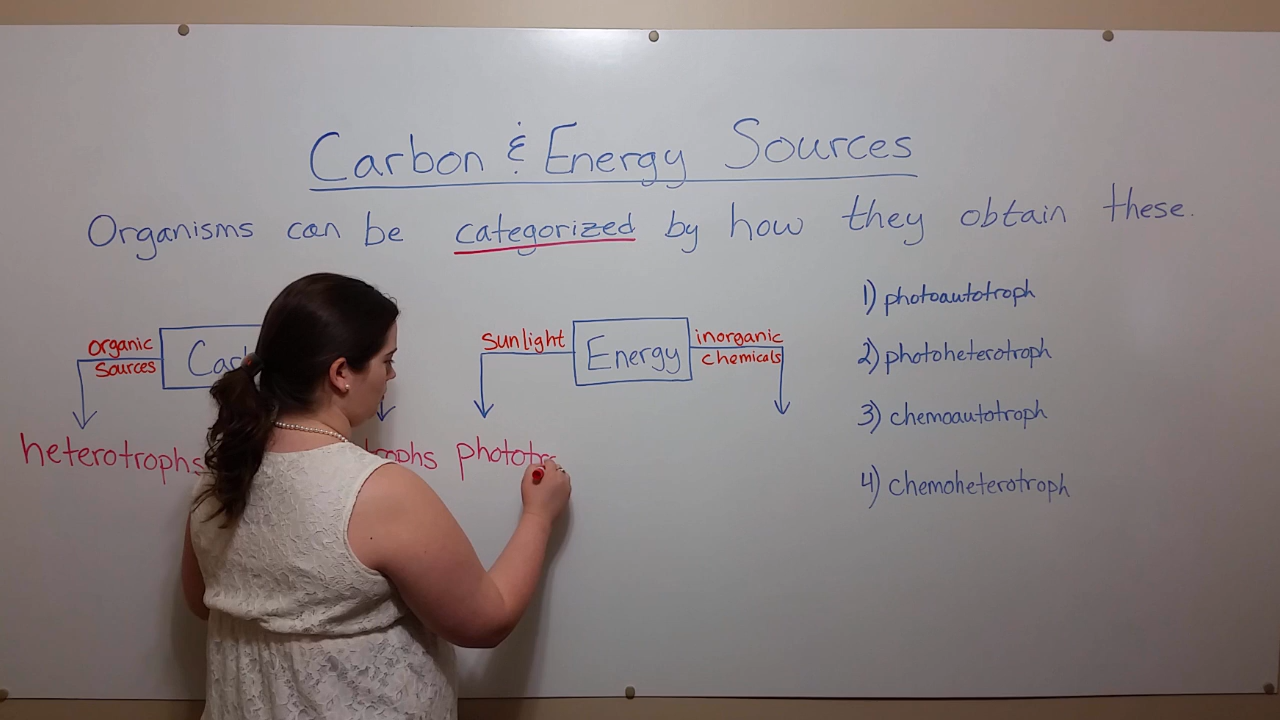 Carbon & Energy Sources
Organisms can be categorized by how they obtain these.
organic
sources
sunlight
Energy
inorganic
chemicals
heterotrophs
1) photoautotroph
2) photoheterotroph
3) chemoautotroph
4) chemoheterotroph